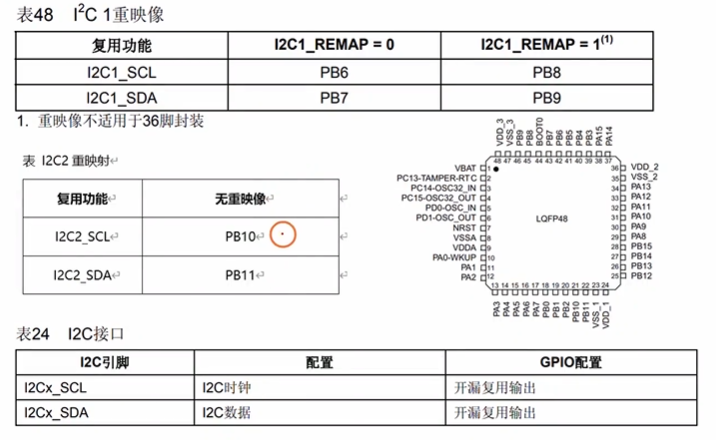 表48 I²C 1重映像
复用功能 I2C1_REMAP = 0 I2C1_REMAP = 1(1)
I2C1_SCL PB6 PB8
I2C1_SDA PB7 PB9
1. 重映像不适用于36脚封装
表 I2C2 重映射
复用功能 无重映像
I2C2_SCL PB10
I2C2_SDA PB11
VDD_3 VSS_3 PB9 PB8 BOOT0 PB7 PB6 PB5 PB4 PB3 PA15 PA14
48 47 46 45 44 43 42 41 40 39 38 37
VBAT 1 36 VDD_2
PC13-TAMPER-RTC 2 35 VSS_2
PC14-OSC32_IN 3 34 PA13
PC15-OSC32_OUT 4 33 PA12
PD0-OSC_IN 5 32 PA11
PD1-OSC_OUT 6 LQFP48 31 PA10
NRST 7 30 PA9
VSSA 8 29 PA8
VDDA 9 28 PB15
PA0-WKUP 10 27 PB14
PA1 11 26 PB13
PA2 12 25 PB12
13 14 15 16 17 18 19 20 21 22 23 24
PA3 PA4 PA5 PA6 PA7 PB0 PB1 PB2 PB10 PB11 VSS_1 VDD_1
表24 I2C接口
I2C引脚 配置 GPIO配置
I2Cx_SCL I2C时钟 开漏复用输出
I2Cx_SDA I2C数据 开漏复用输出